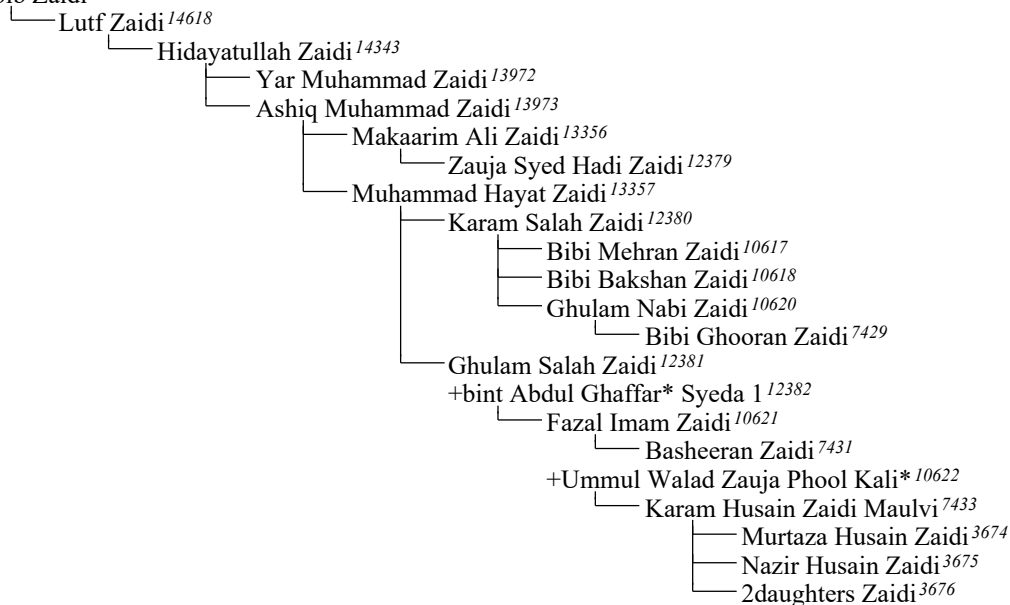 Lutf Zaidi 14618
Hidayatullah Zaidi 14343
Yar Muhammad Zaidi 13972
Ashiq Muhammad Zaidi 13973
Makaarim Ali Zaidi 13356
Zauja Syed Hadi Zaidi 12379
Muhammad Hayat Zaidi 13357
Karam Salah Zaidi 12380
Bibi Mehran Zaidi 10617
Bibi Bakshan Zaidi 10618
Ghulam Nabi Zaidi 10620
Bibi Ghooran Zaidi 7429
Ghulam Salah Zaidi 12381
+bint Abdul Ghaffar* Syeda 1 12382
Fazal Imam Zaidi 10621
Basheeran Zaidi 7431
+Ummul Walad Zauja Phool Kali* 10622
Karam Husain Zaidi Maulvi 7433
Murtaza Husain Zaidi 3674
Nazir Husain Zaidi 3675
2daughters Zaidi 3676